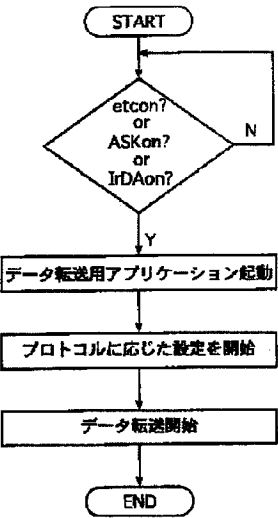 START
etcon?
or
ASKon?
or
IrDAon?
N
Y
データ転送用アプリケーション起動
プロトコルに応じた設定を開始
データ転送開始
END